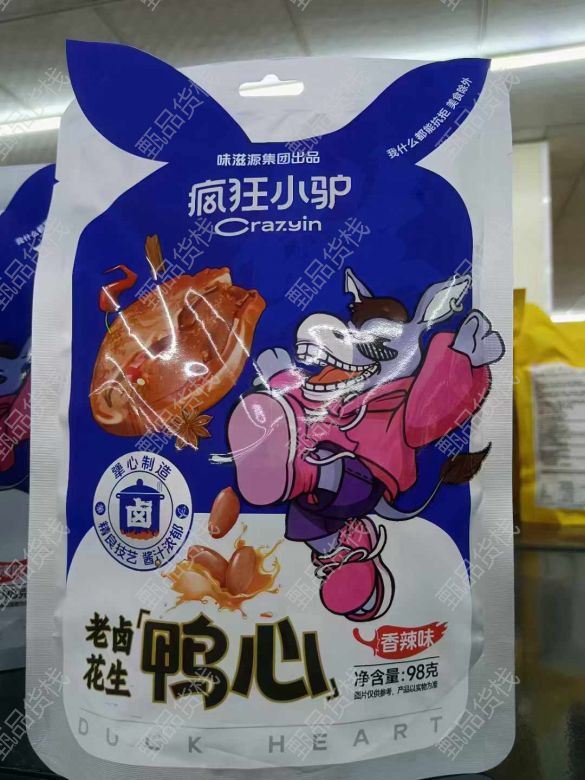 味滋源集团出品
我什么都能抗拒 美食除外
疯狂小驴
Crazyin
犟心制造
卤
精良技艺 酱汁浓郁
老卤
花生
「鸭心」
香辣味
净含量:98克
图片仅供参考，产品以实物为准
DUCK HEART
甄品货栈